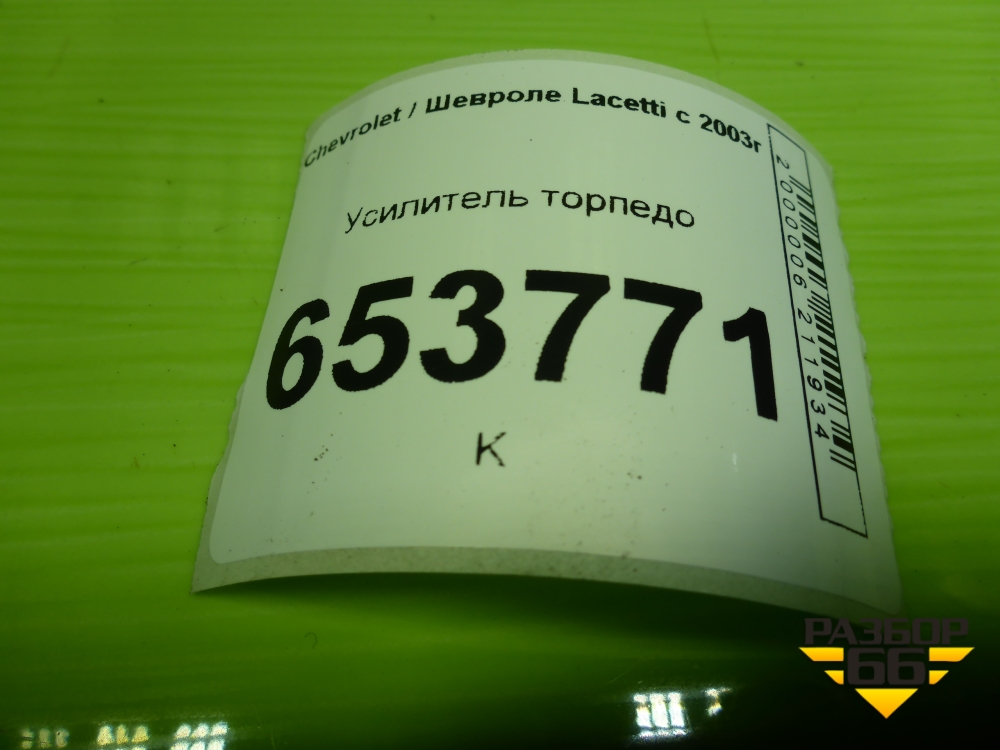 Chevrolet / Шевроле Lacetti с 2003г
Усилитель торпедо
653771
К
2000006211934
РАЗБОР
66